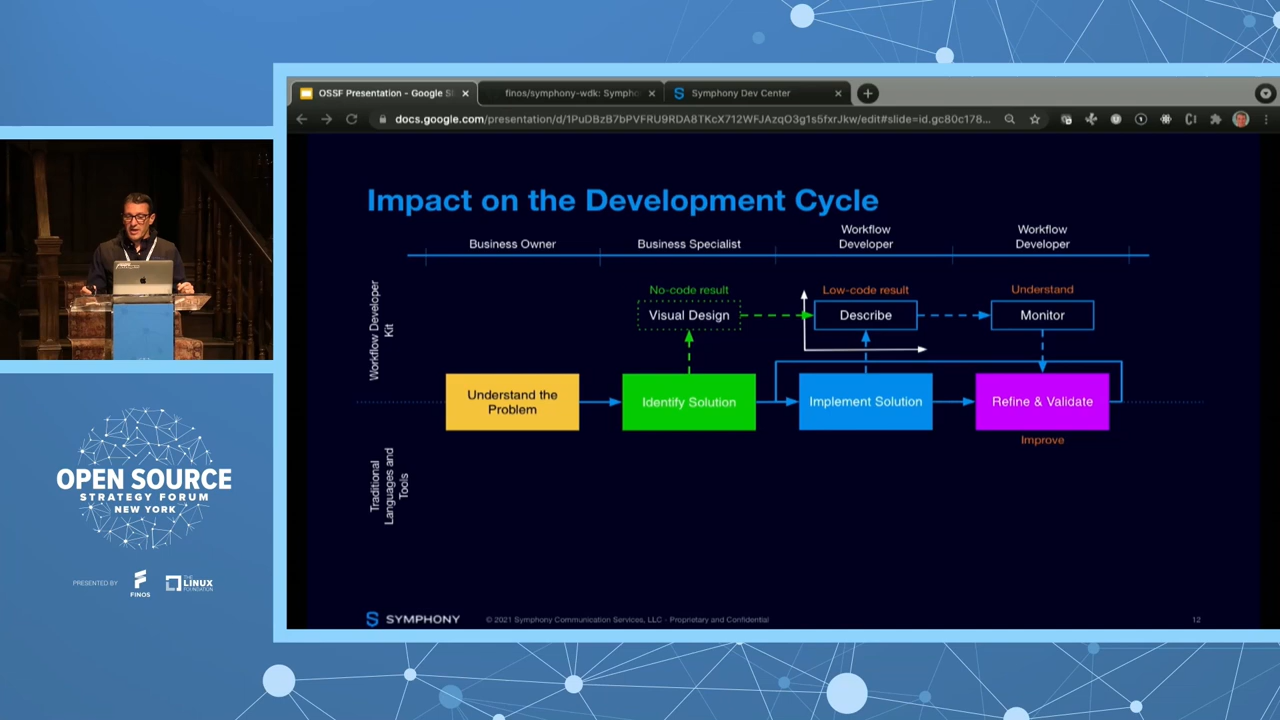 OSSF Presentation - Google Sl
finos/symphony-wdk: Sympho
Symphony Dev Center
docs.google.com/presentation/d/1PuDBzB7bPVFRU9RDA8TKcX712WFJAzqO3g1s5fxrJkw/edit#slide=id.gc80c178...
Impact on the Development Cycle
Business Owner
Business Specialist
Workflow
Developer
Workflow
Developer
Workflow Developer
Kit
No-code result
Visual Design
Low-code result
Describe
Understand
Monitor
Understand the
Problem
Identify Solution
Implement Solution
Refine & Validate
Improve
Traditional
Languages and
Tools
SYMPHONY
© 2021 Symphony Communication Services, LLC - Proprietary and Confidential
12
OPEN SOURCE
STRATEGY FORUM
NEW YORK
PRESENTED BY
FINOS
THE
LINUX
FOUNDATION